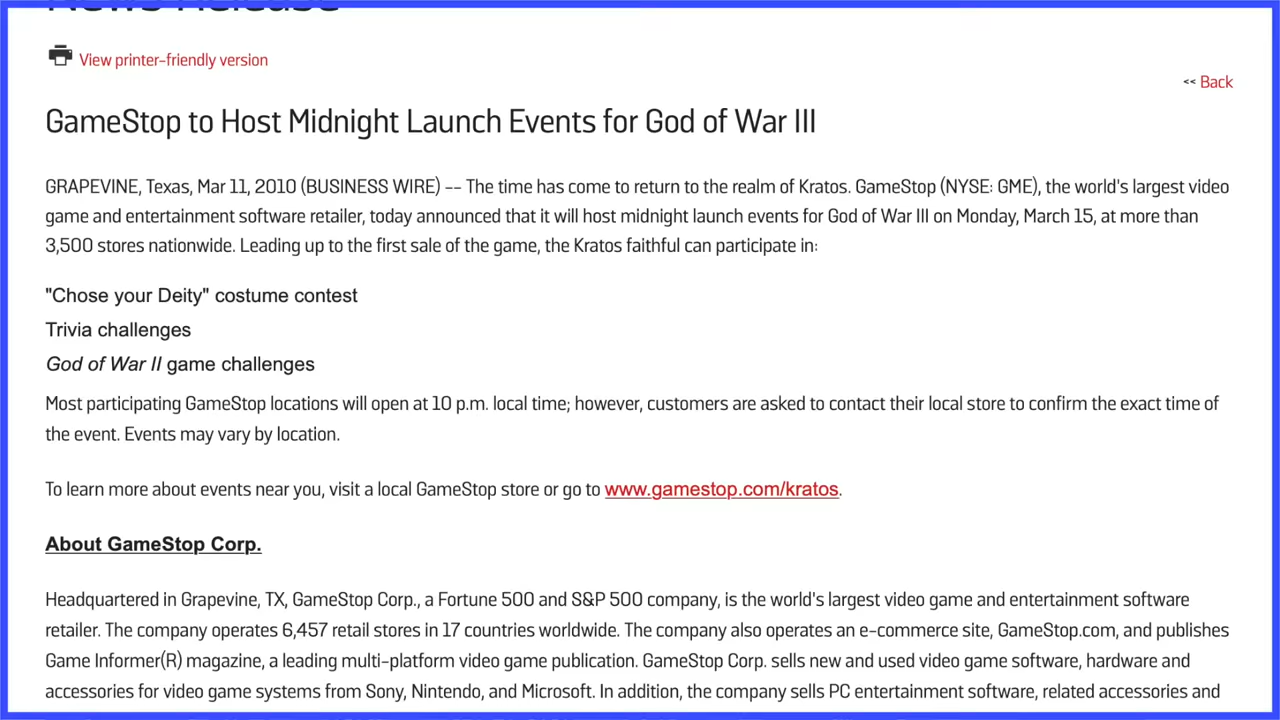 News Release
View printer-friendly version
<< Back
GameStop to Host Midnight Launch Events for God of War III
GRAPEVINE, Texas, Mar 11, 2010 (BUSINESS WIRE) -- The time has come to return to the realm of Kratos. GameStop (NYSE: GME), the world's largest video
game and entertainment software retailer, today announced that it will host midnight launch events for God of War III on Monday, March 15, at more than
3,500 stores nationwide. Leading up to the first sale of the game, the Kratos faithful can participate in:
"Chose your Deity" costume contest
Trivia challenges
God of War II game challenges
Most participating GameStop locations will open at 10 p.m. local time; however, customers are asked to contact their local store to confirm the exact time of
the event. Events may vary by location.
To learn more about events near you, visit a local GameStop store or go to www.gamestop.com/kratos.
About GameStop Corp.
Headquartered in Grapevine, TX, GameStop Corp., a Fortune 500 and S&P 500 company, is the world's largest video game and entertainment software
retailer. The company operates 6,457 retail stores in 17 countries worldwide. The company also operates an e-commerce site, GameStop.com, and publishes
Game Informer(R) magazine, a leading multi-platform video game publication. GameStop Corp. sells new and used video game software, hardware and
accessories for video game systems from Sony, Nintendo, and Microsoft. In addition, the company sells PC entertainment software, related accessories and